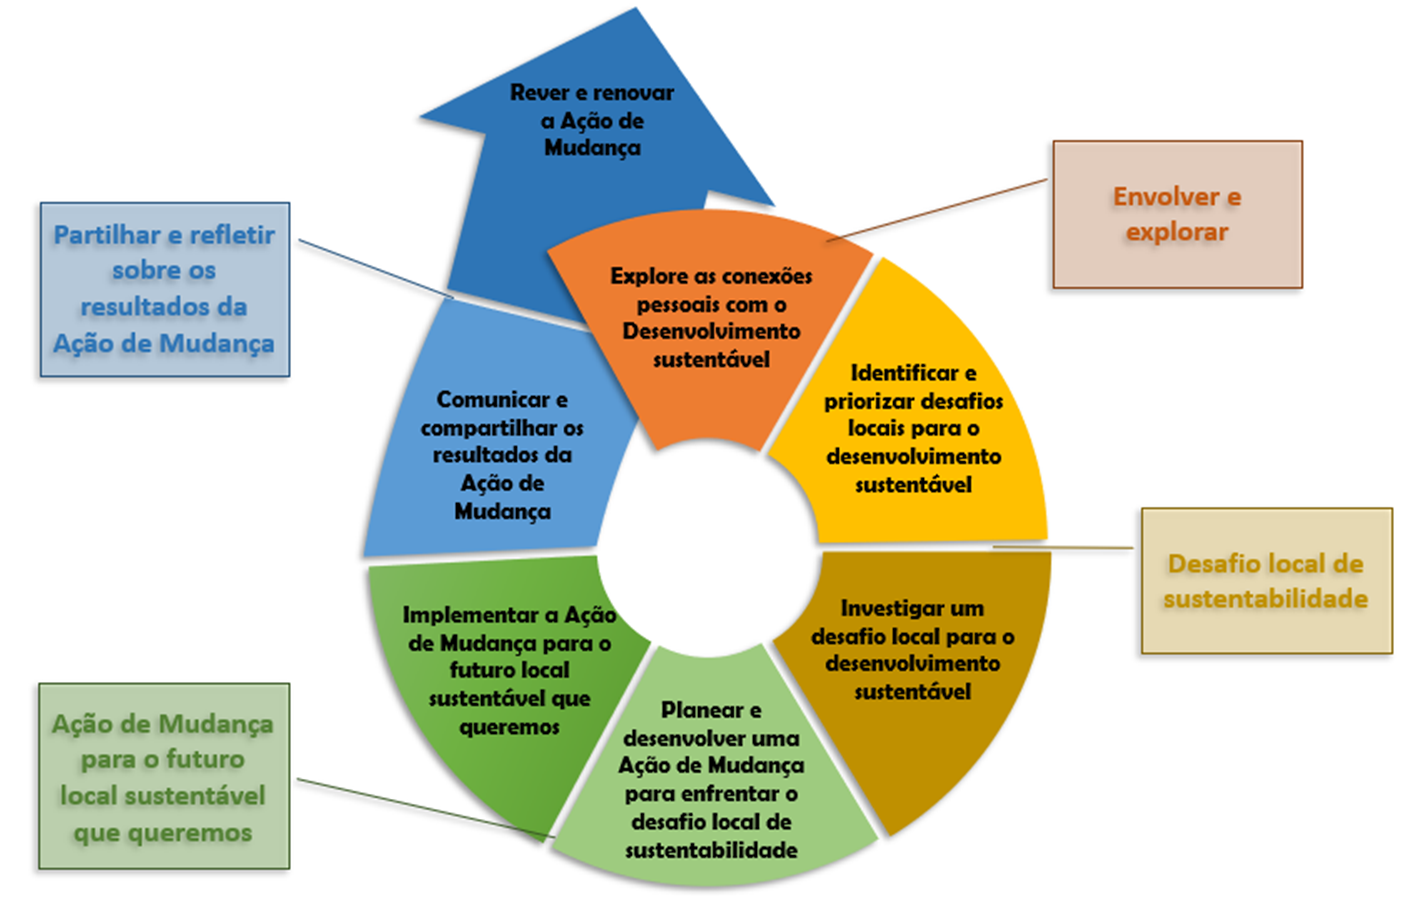 Rever e renovar
a Ação de
Mudança
Envolver e
explorar
Partilhar e refletir
sobre os
resultados da
Ação de Mudança
Explore as conexões
pessoais com o
Desenvolvimento
sustentável
Identificar e
priorizar desafios
locais para o
desenvolvimento
sustentável
Comunicar e
compartilhar os
resultados da
Ação de
Mudança
Desafio local de
sustentabilidade
Investigar um
desafio local para o
desenvolvimento
sustentável
Implementar a Ação
de Mudança para o
futuro local
sustentável que
queremos
Planear e
desenvolver uma
Ação de Mudança
para enfrentar o
desafio local de
sustentabilidade
Ação de Mudança
para o futuro
local sustentável
que queremos